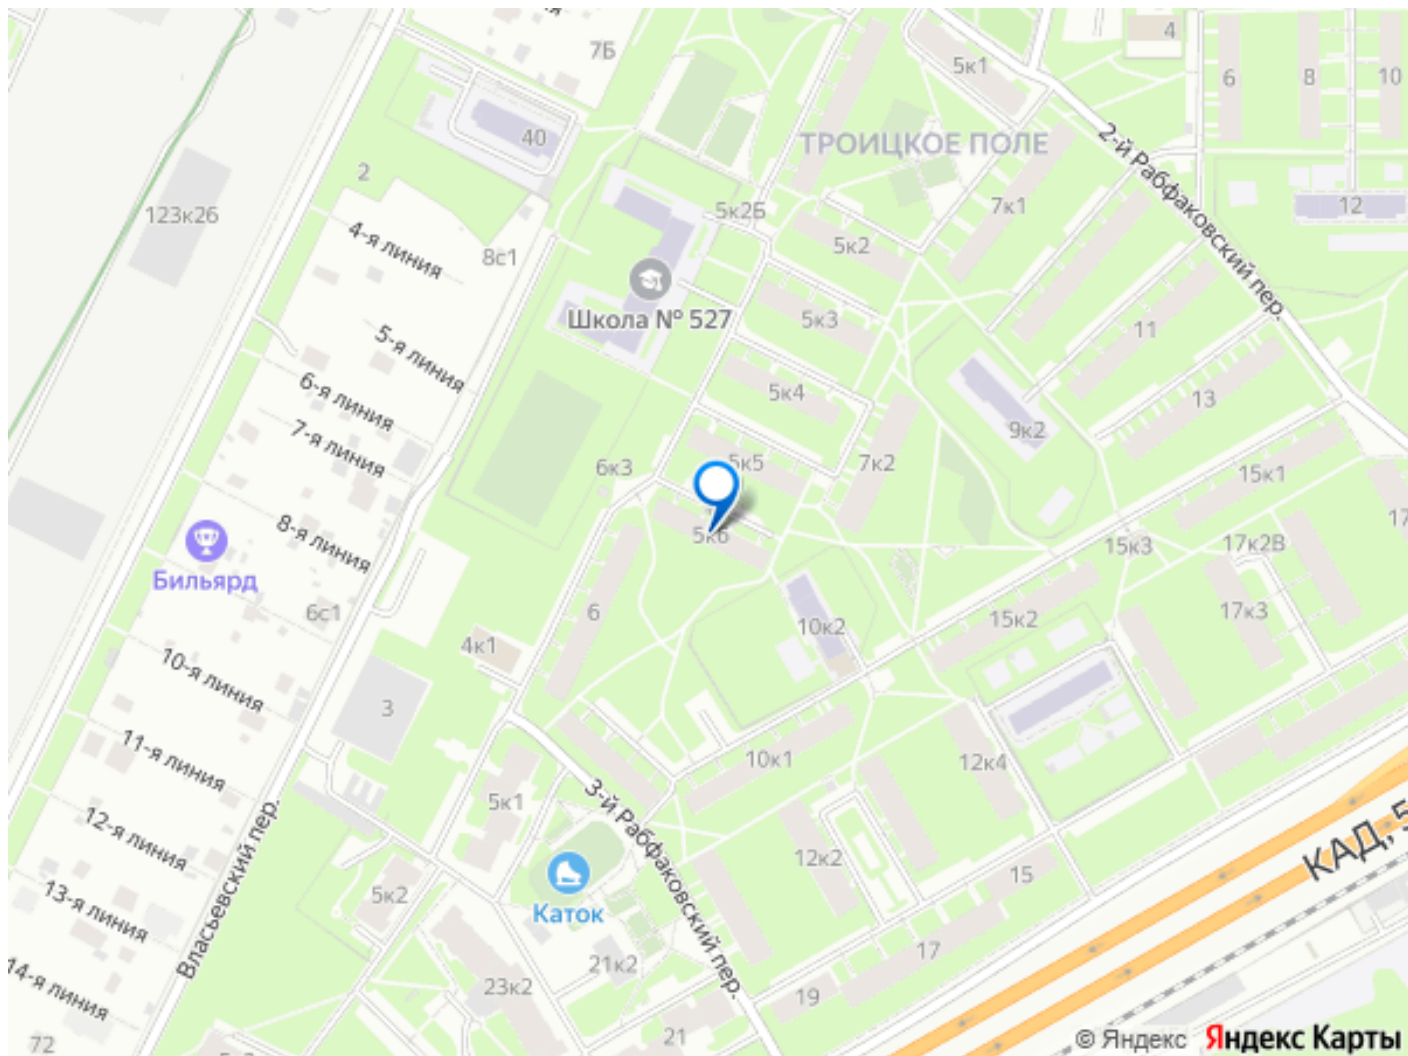 7Б
5к1
4
6
8
10
40
ТРОИЦКОЕ ПОЛЕ
2-й Рабфаковский пер.
2
123к26
5к2Б
7к1
12
4-я линия
8с1
5к2
Школа № 527
5к3
11
5-я линия
6-я линия
5к4
13
7-я линия
9к2
6к3
5к5
7к2
15к1
17
8-я линия
5к6
15к3
17к2В
Бильярд
6с1
6
10к2
15к2
17к3
10-я линия
4к1
3
11-я линия
10к1
12к4
5к1
3-й Рабфаковский пер.
12-я линия
12к2
15
КАД, 5
Власьевский пер.
13-я линия
5к2
Каток
17
14-я линия
21к2
23к2
19
21
72
© Яндекс Яндекс Карты